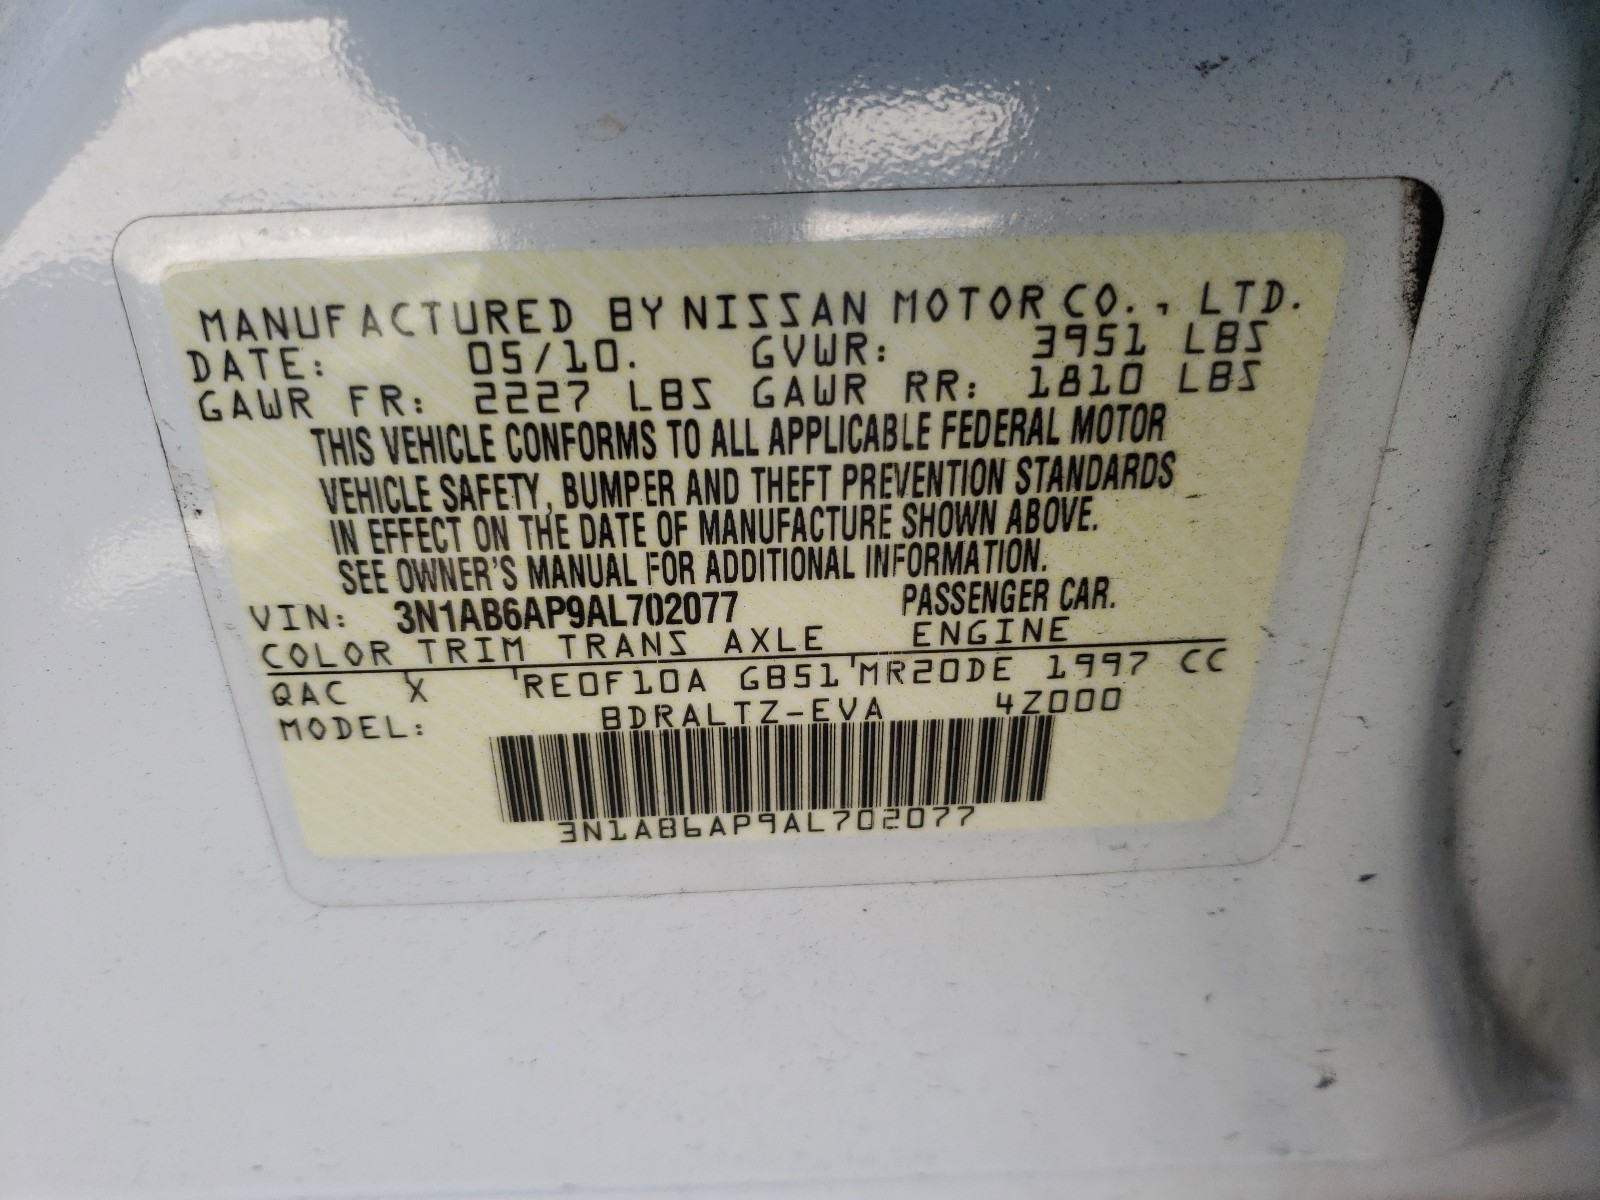 MANUFACTURED BY NISSAN MOTOR CO., LTD.
DATE: 05/10. GVWR: 3951 LBS
GAWR FR: 2227 LBS GAWR RR: 1810 LBS
THIS VEHICLE CONFORMS TO ALL APPLICABLE FEDERAL MOTOR
VEHICLE SAFETY, BUMPER AND THEFT PREVENTION STANDARDS
IN EFFECT ON THE DATE OF MANUFACTURE SHOWN ABOVE.
SEE OWNER'S MANUAL FOR ADDITIONAL INFORMATION.
VIN: 3N1AB6AP9AL702077 PASSENGER CAR.
COLOR TRIM TRANS AXLE ENGINE
QAC X 'RE0F10A GB51'MR20DE 1997 CC
MODEL: BDRALTZ-EVA 4Z000
3N1AB6AP9AL702077